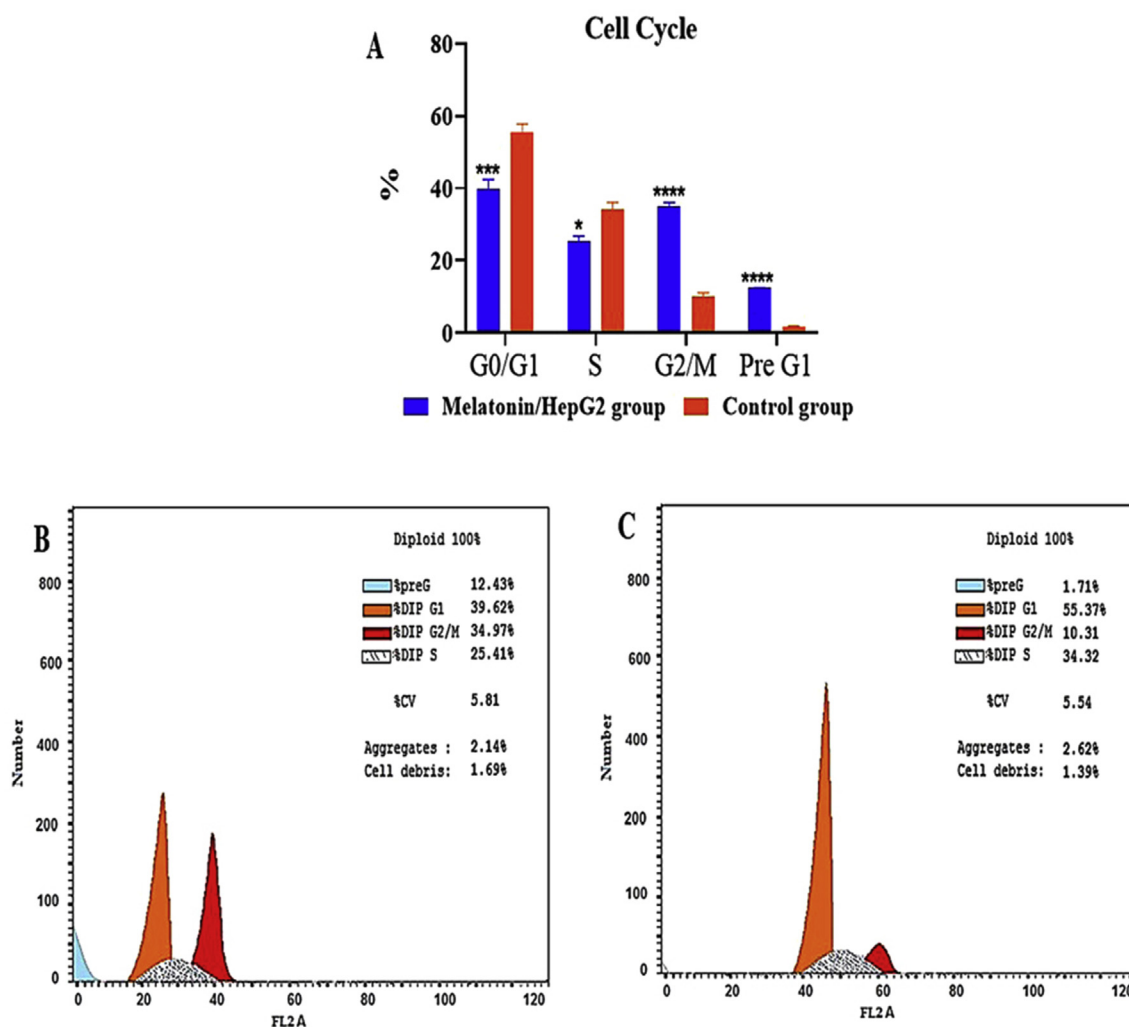 A
Cell Cycle
80
60
40
20
0
%
***
*
****
****
G0/G1 S G2/M Pre G1
Melatonin/HepG2 group Control group
B
Diploid 100%
%preG 12.43%
%DIP G1 39.62%
%DIP G2/M 34.97%
%DIP S 25.41%
%CV 5.81
Aggregates : 2.14%
Cell debris: 1.69%
800
600
400
200
100
0
Number
0 20 40 60 80 100 120
FL2A
C
Diploid 100%
%preG 1.71%
%DIP G1 55.37%
%DIP G2/M 10.31
%DIP S 34.32
%CV 5.54
Aggregates : 2.62%
Cell debris: 1.39%
800
600
400
200
100
0
Number
0 20 40 60 80 100 120
FL2A